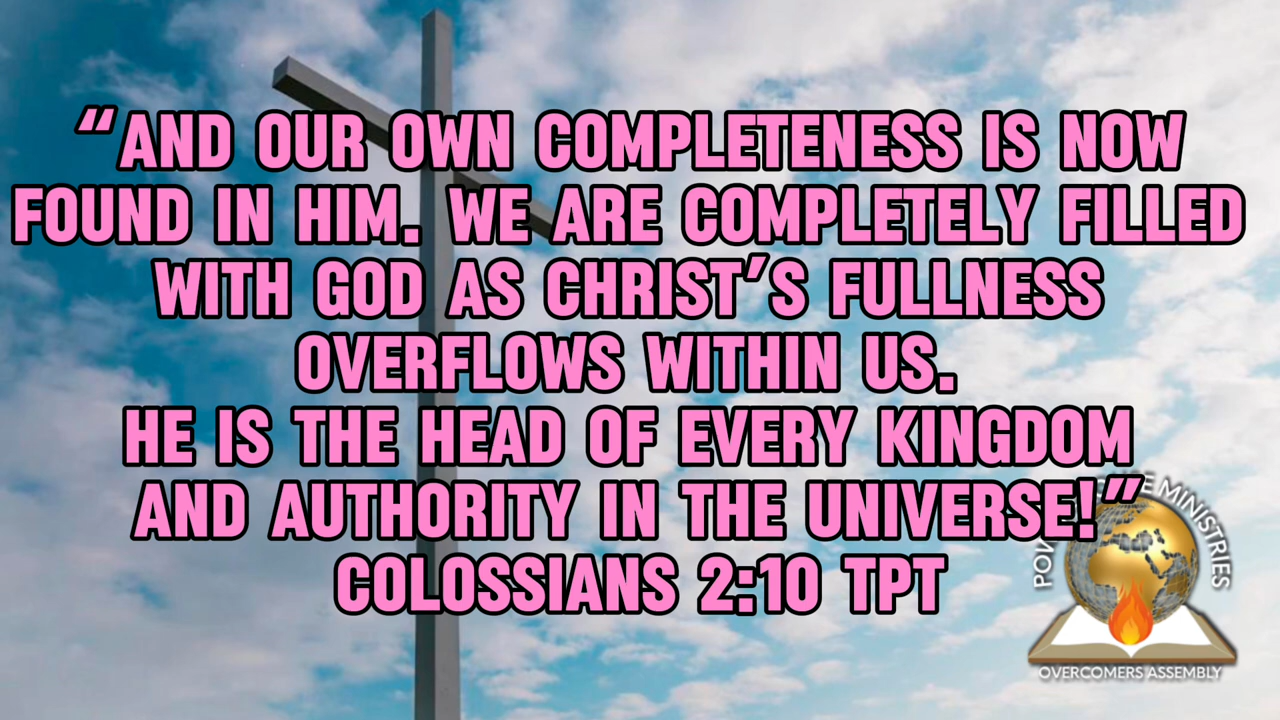 “AND OUR OWN COMPLETENESS IS NOW
FOUND IN HIM. WE ARE COMPLETELY FILLED
WITH GOD AS CHRIST’S FULLNESS
OVERFLOWS WITHIN US.
HE IS THE HEAD OF EVERY KINGDOM
AND AUTHORITY IN THE UNIVERSE!”
COLOSSIANS 2:10 TPT
MINISTRIES
OVERCOMERS ASSEMBLY